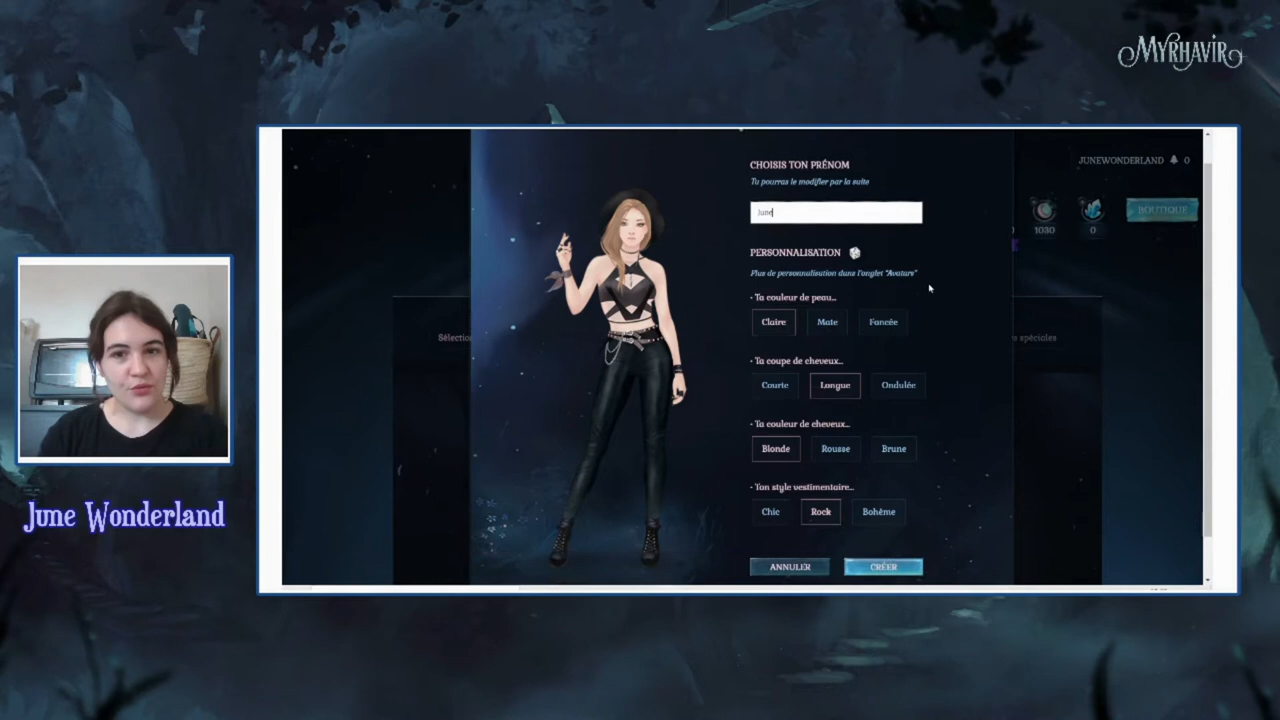 MYRHAVIR
JUNEWONDERLAND 0
1030
0
BOUTIQUE
CHOISIS TON PRÉNOM
Tu pourras le modifier par la suite
June
PERSONNALISATION
Plus de personnalisation dans l'onglet "Avatars"
• Ta couleur de peau...
Claire Mate Foncée
• Ta coupe de cheveux...
Courte Longue Ondulée
• Ta couleur de cheveux...
Blonde Rousse Brune
• Ton style vestimentaire...
Chic Rock Bohème
ANNULER CRÉER
Sélectio
s spéciales
June Wonderland